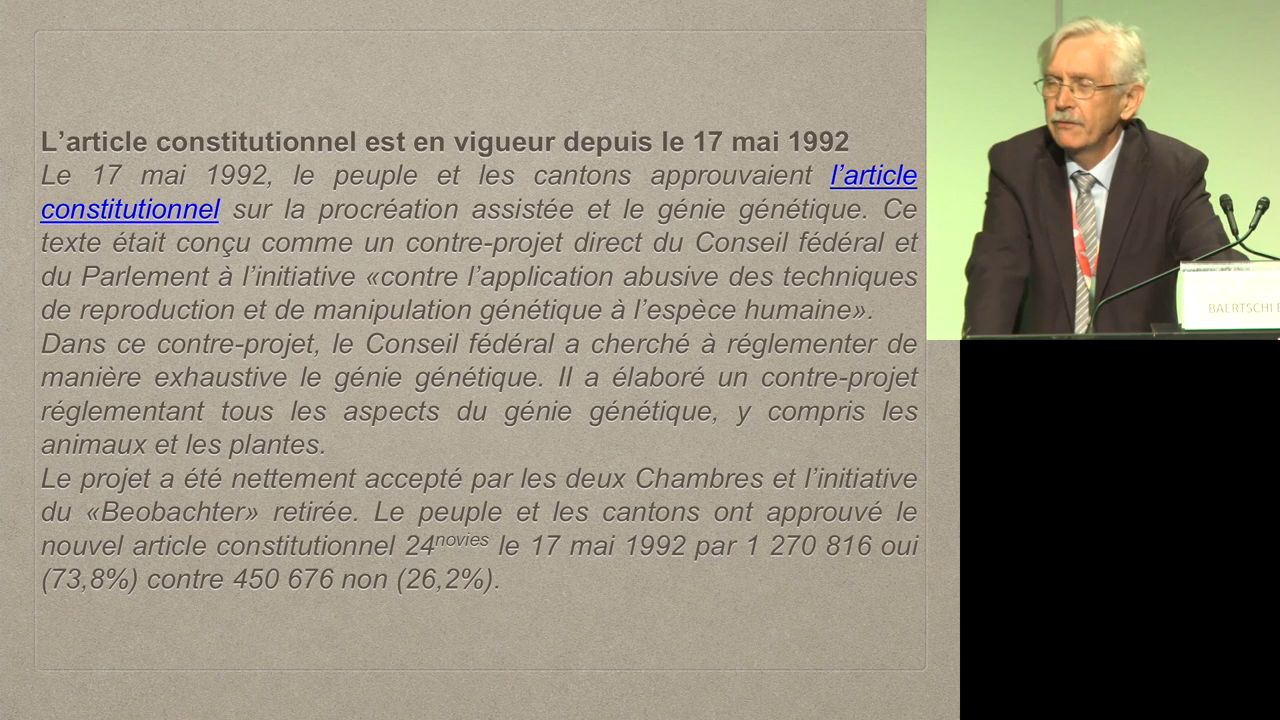 L’article constitutionnel est en vigueur depuis le 17 mai 1992
Le 17 mai 1992, le peuple et les cantons approuvaient l’article
constitutionnel sur la procréation assistée et le génie génétique. Ce
texte était conçu comme un contre-projet direct du Conseil fédéral et
du Parlement à l’initiative «contre l’application abusive des techniques
de reproduction et de manipulation génétique à l’espèce humaine».
Dans ce contre-projet, le Conseil fédéral a cherché à réglementer de
manière exhaustive le génie génétique. Il a élaboré un contre-projet
réglementant tous les aspects du génie génétique, y compris les
animaux et les plantes.
Le projet a été nettement accepté par les deux Chambres et l’initiative
du «Beobachter» retirée. Le peuple et les cantons ont approuvé le
nouvel article constitutionnel 24novies le 17 mai 1992 par 1 270 816 oui
(73,8%) contre 450 676 non (26,2%).
BAERTSCHI